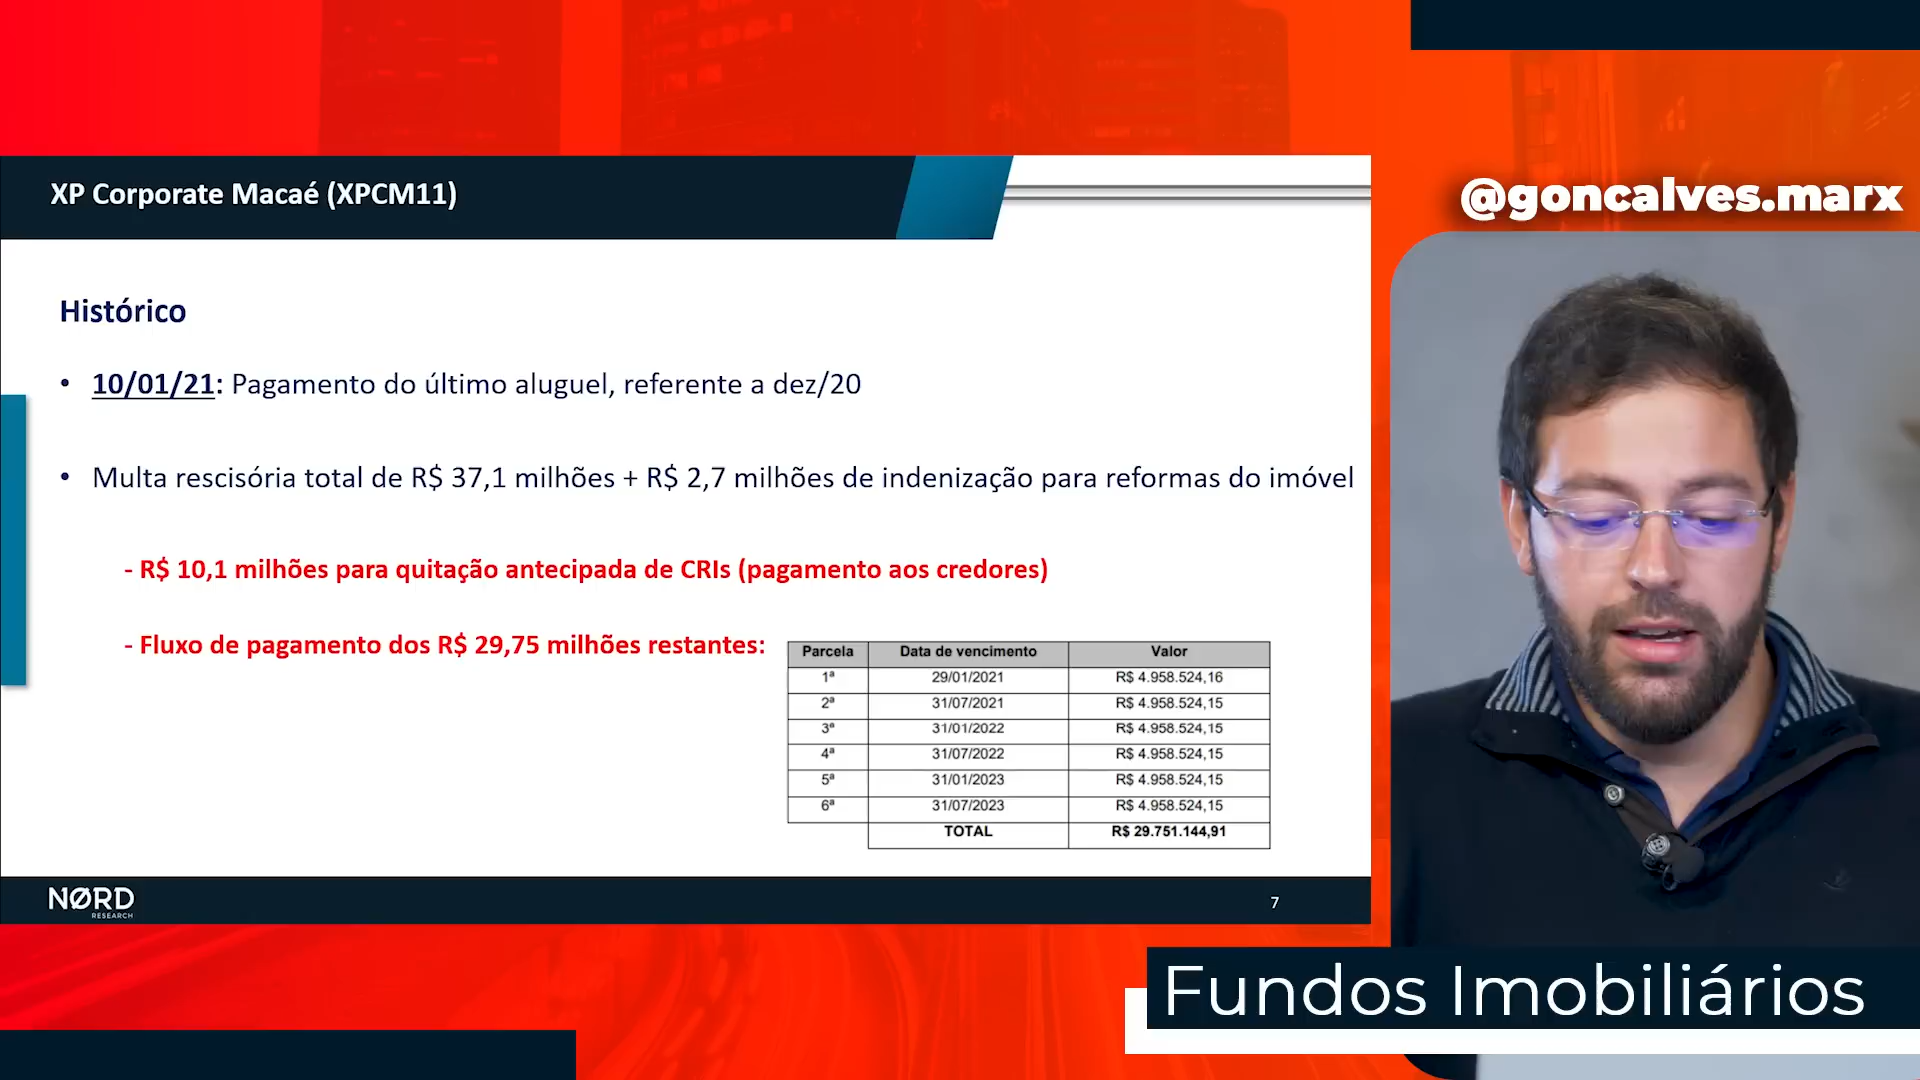 XP Corporate Macaé (XPCM11)
@goncalves.marx
Histórico
• 10/01/21: Pagamento do último aluguel, referente a dez/20
• Multa rescisória total de R$ 37,1 milhões + R$ 2,7 milhões de indenização para reformas do imóvel
- R$ 10,1 milhões para quitação antecipada de CRIs (pagamento aos credores)
- Fluxo de pagamento dos R$ 29,75 milhões restantes:
Parcela Data de vencimento Valor
1ª 29/01/2021 R$ 4.958.524,16
2ª 31/07/2021 R$ 4.958.524,15
3ª 31/01/2022 R$ 4.958.524,15
4ª 31/07/2022 R$ 4.958.524,15
5ª 31/01/2023 R$ 4.958.524,15
6ª 31/07/2023 R$ 4.958.524,15
TOTAL R$ 29.751.144,91
NØRD
RESEARCH
7
Fundos Imobiliários